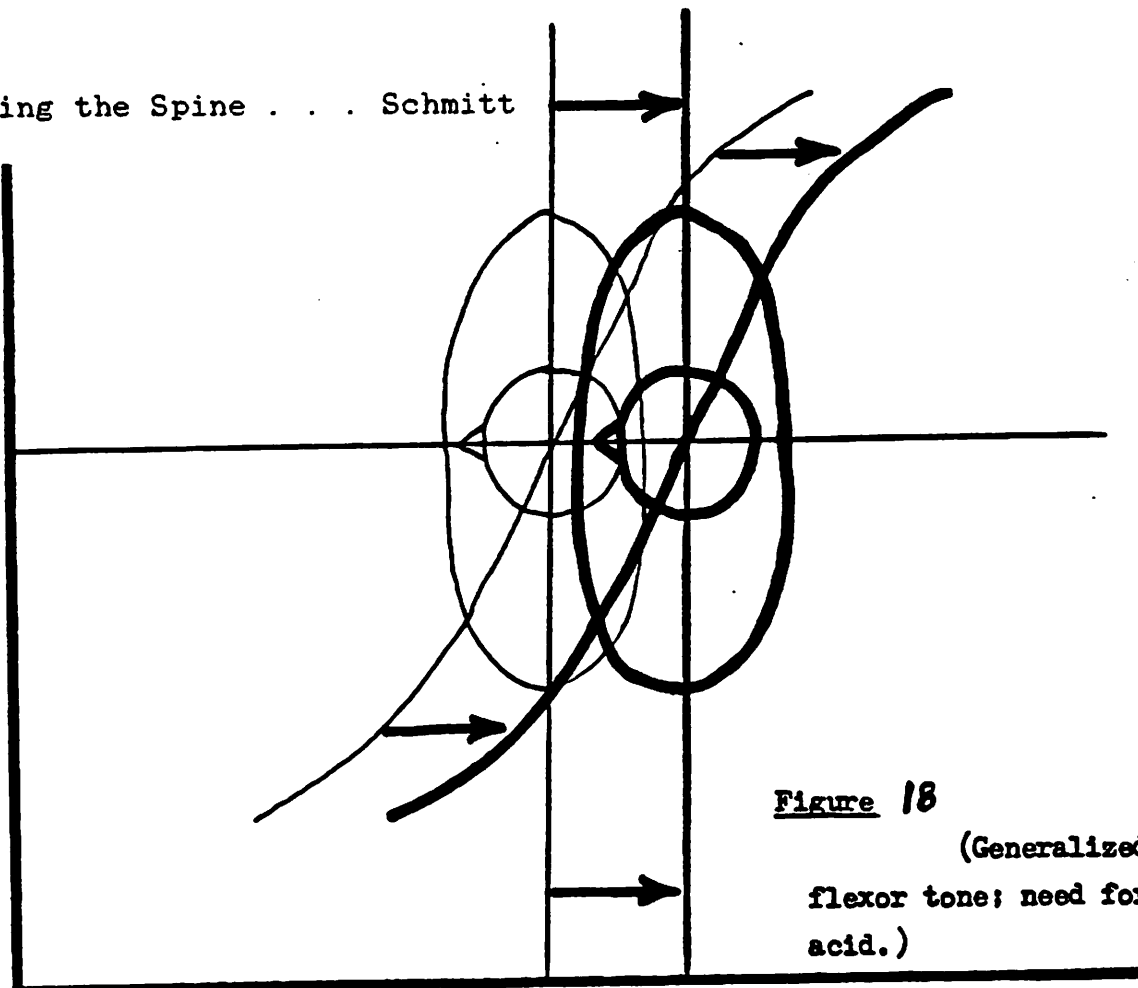 ing the Spine . . . Schmitt
Figure 18
(Generalized
flexor tone; need for
acid.)